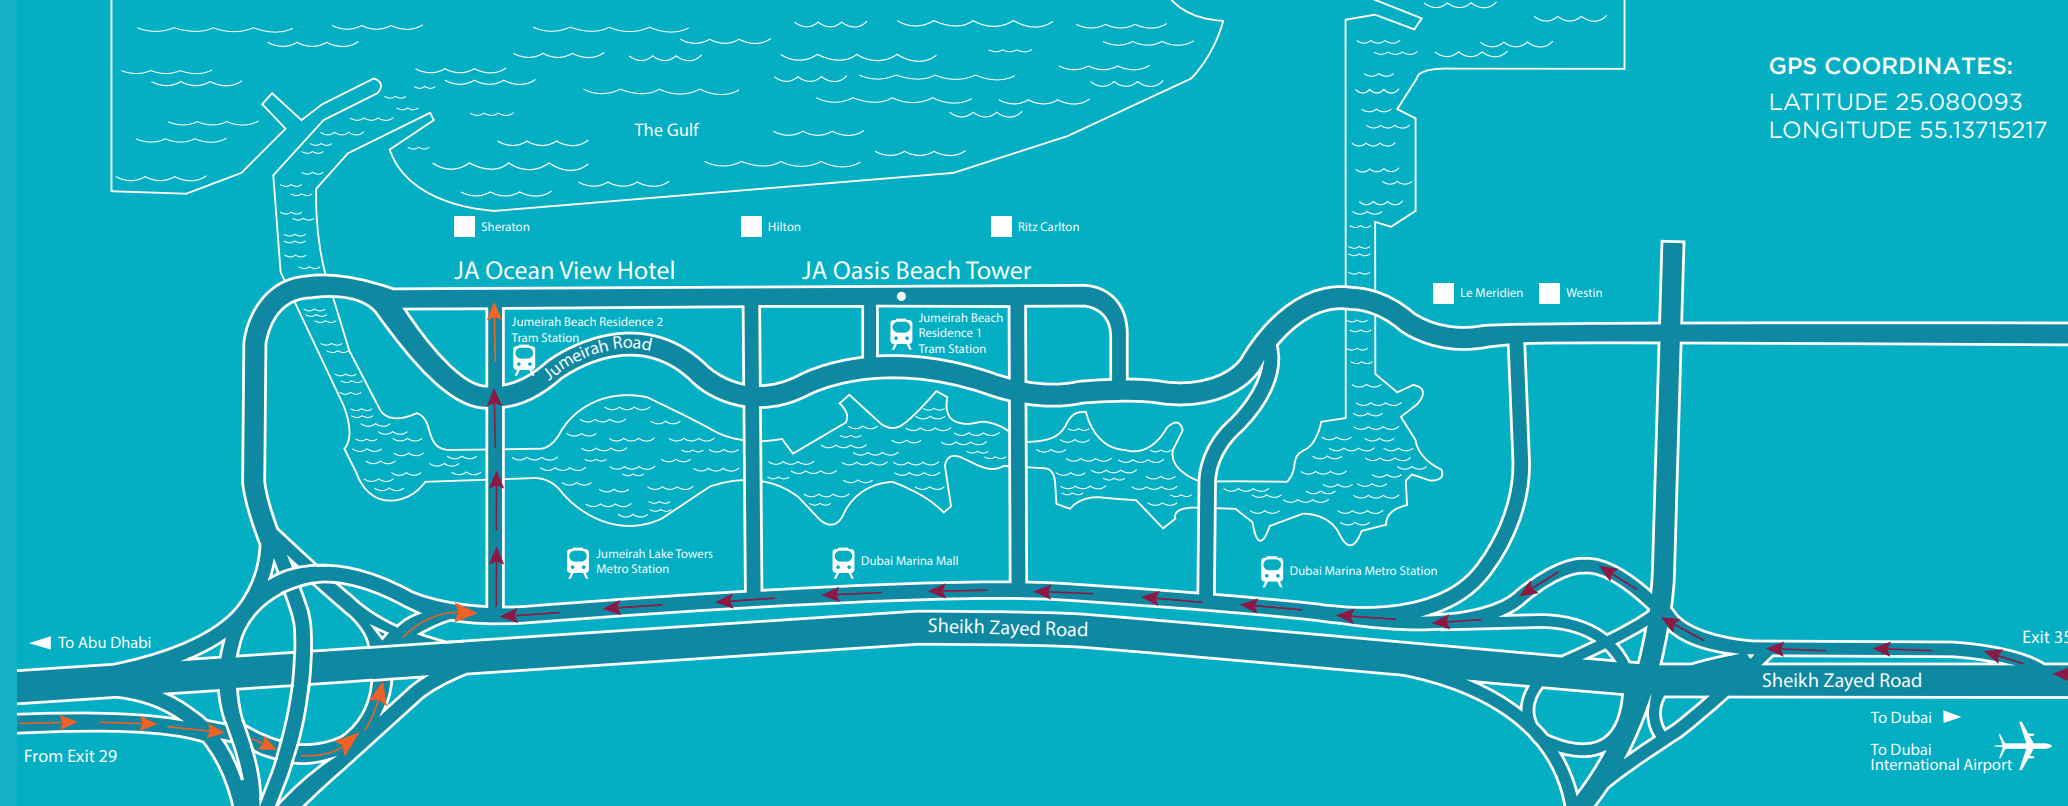 GPS COORDINATES:
LATITUDE 25.080093
LONGITUDE 55.13715217
The Gulf
Sheraton
Hilton
Ritz Carlton
JA Ocean View Hotel
JA Oasis Beach Tower
Le Meridien
Westin
Jumeirah Beach Residence 2
Tram Station
Jumeirah Beach
Residence 1
Tram Station
Jumeirah Road
Jumeirah Lake Towers
Metro Station
Dubai Marina Mall
Dubai Marina Metro Station
Sheikh Zayed Road
To Abu Dhabi
Exit 35
Sheikh Zayed Road
To Dubai
To Dubai
International Airport
From Exit 29